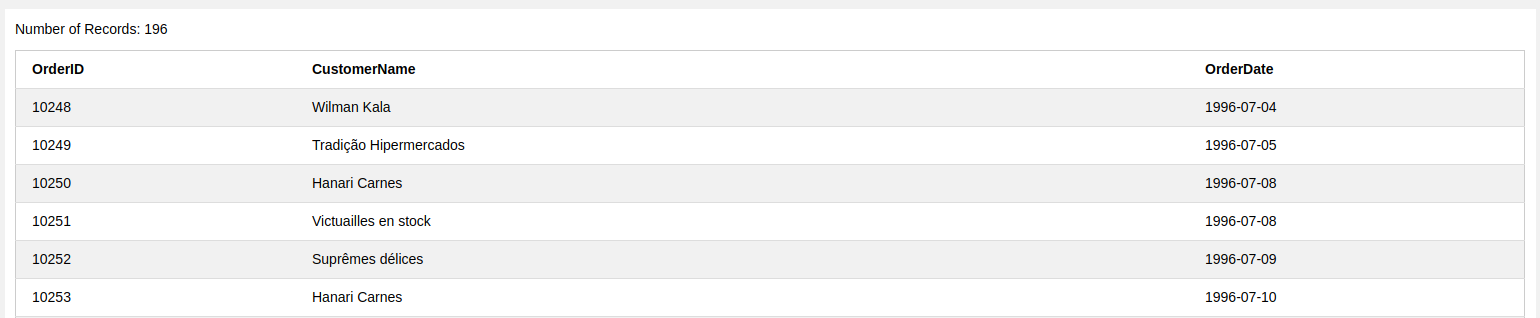 Number of Records: 196
OrderID CustomerName OrderDate
10248 Wilman Kala 1996-07-04
10249 Tradição Hipermercados 1996-07-05
10250 Hanari Carnes 1996-07-08
10251 Victuailles en stock 1996-07-08
10252 Suprêmes délices 1996-07-09
10253 Hanari Carnes 1996-07-10